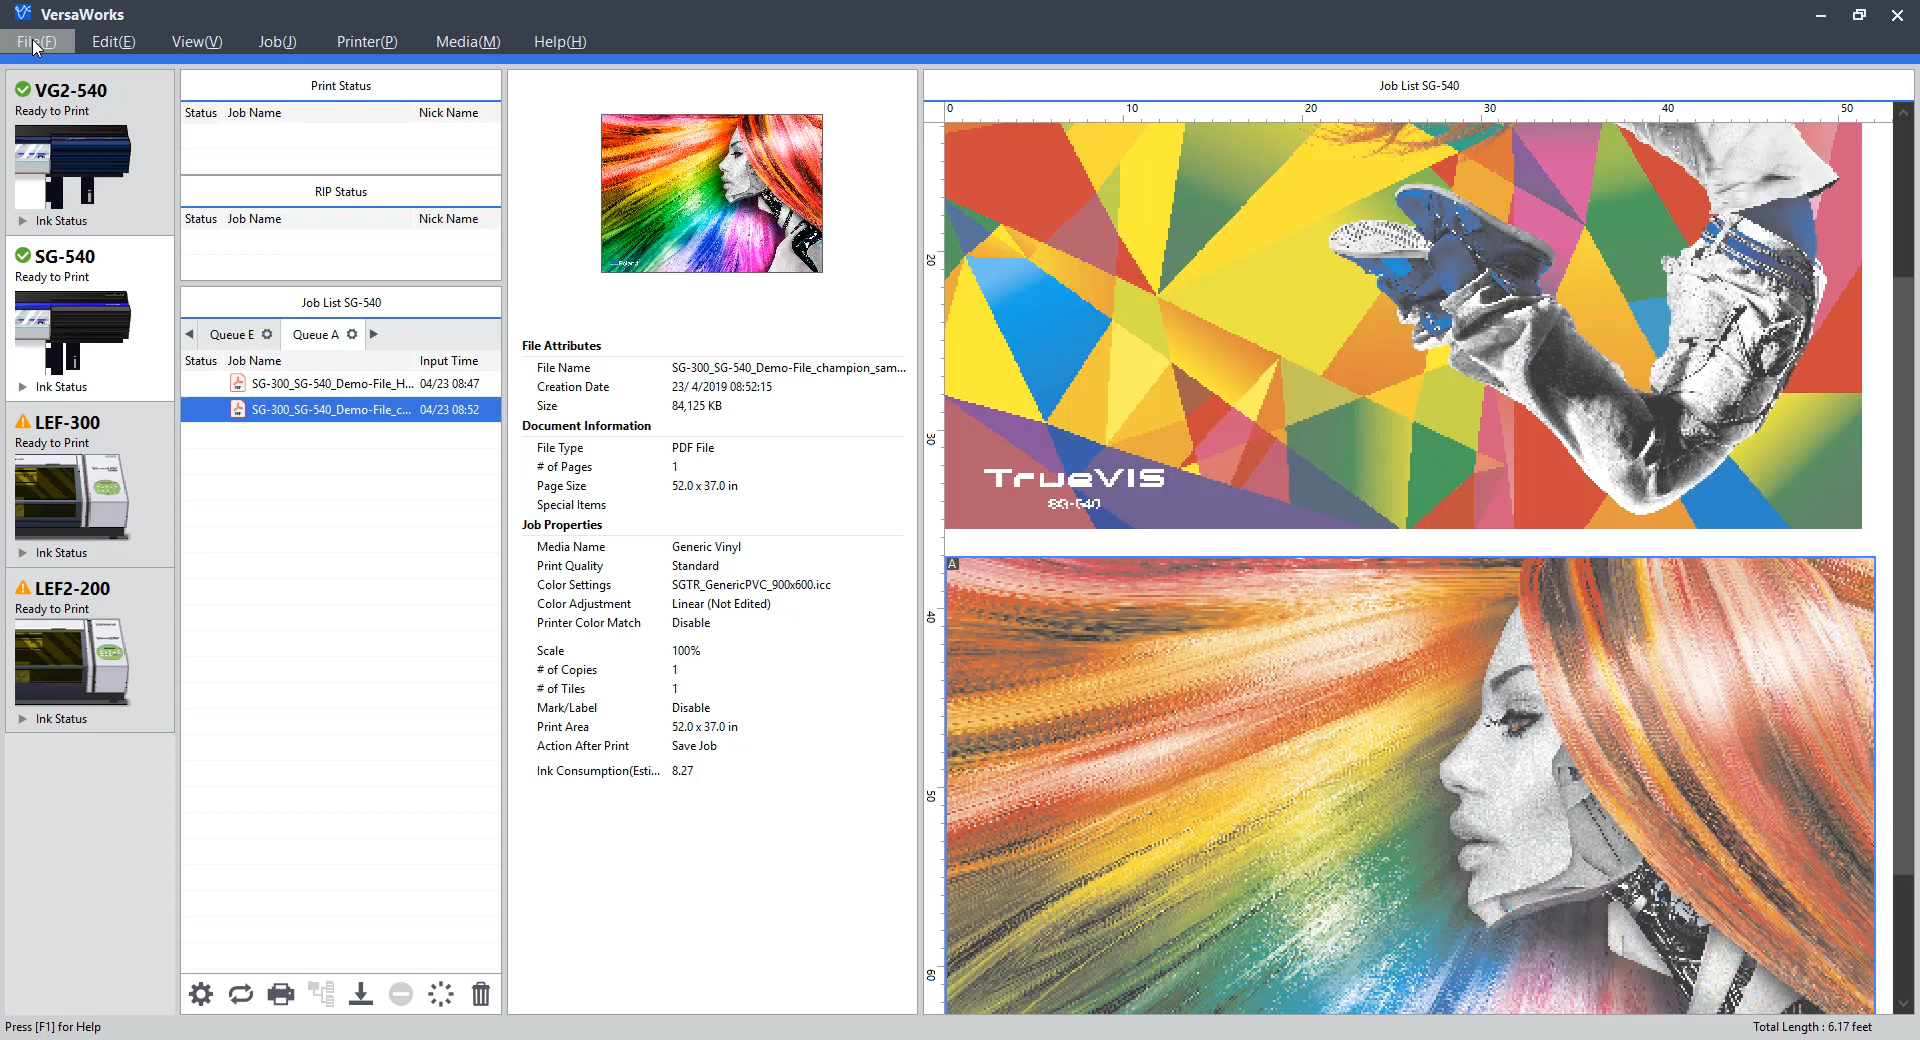 VersaWorks
File(F) Edit(E) View(V) Job(J) Printer(P) Media(M) Help(H)
VG2-540
Ready to Print
Ink Status
SG-540
Ready to Print
Ink Status
LEF-300
Ready to Print
Ink Status
LEF2-200
Ready to Print
Ink Status
Print Status
Status Job Name Nick Name
RIP Status
Status Job Name Nick Name
Job List SG-540
Queue E Queue A
Status Job Name Input Time
SG-300_SG-540_Demo-File_H... 04/23 08:47
SG-300_SG-540_Demo-File_c... 04/23 08:52
Roland
File Attributes
File Name SG-300_SG-540_Demo-File_champion_sam...
Creation Date 23/ 4/2019 08:52:15
Size 84,125 KB
Document Information
File Type PDF File
# of Pages 1
Page Size 52.0 x 37.0 in
Special Items
Job Properties
Media Name Generic Vinyl
Print Quality Standard
Color Settings SGTR_GenericPVC_900x600.icc
Color Adjustment Linear (Not Edited)
Printer Color Match Disable
Scale 100%
# of Copies 1
# of Tiles 1
Mark/Label Disable
Print Area 52.0 x 37.0 in
Action After Print Save Job
Ink Consumption(Esti... 8.27
Job List SG-540
0 10 20 30 40 50
20
30
40
50
60
TrueVIS
SG-540
A
Press [F1] for Help
Total Length : 6.17 feet